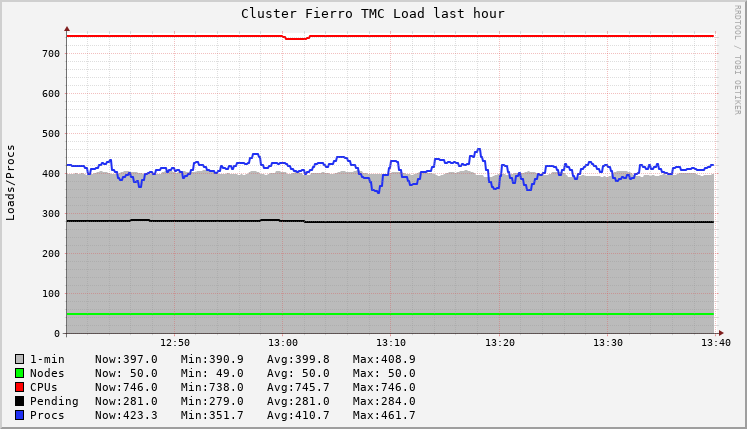 Cluster Fierro TMC Load last hour
RRDTOOL / TOBI OETIKER
Loads/Procs
700
600
500
400
300
200
100
0
12:50 13:00 13:10 13:20 13:30 13:40
1-min Now:397.0 Min:390.9 Avg:399.8 Max:408.9
Nodes Now: 50.0 Min: 49.0 Avg: 50.0 Max: 50.0
CPUs Now:746.0 Min:738.0 Avg:745.7 Max:746.0
Pending Now:281.0 Min:279.0 Avg:281.0 Max:284.0
Procs Now:423.3 Min:351.7 Avg:410.7 Max:461.7